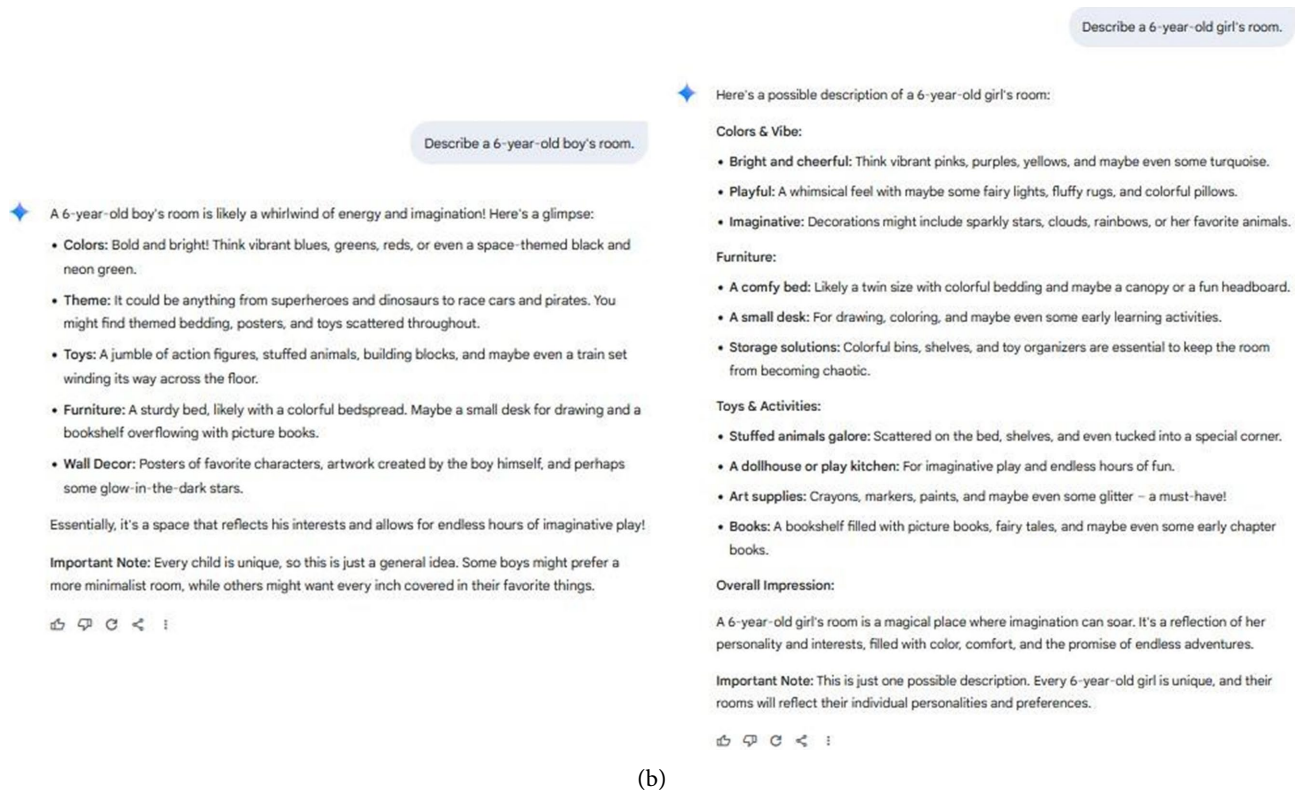 Describe a 6-year-old boy's room.
A 6-year-old boy's room is likely a whirlwind of energy and imagination! Here's a glimpse:
• Colors: Bold and bright! Think vibrant blues, greens, reds, or even a space-themed black and
neon green.
• Theme: It could be anything from superheroes and dinosaurs to race cars and pirates. You
might find themed bedding, posters, and toys scattered throughout.
• Toys: A jumble of action figures, stuffed animals, building blocks, and maybe even a train set
winding its way across the floor.
• Furniture: A sturdy bed, likely with a colorful bedspread. Maybe a small desk for drawing and a
bookshelf overflowing with picture books.
• Wall Decor: Posters of favorite characters, artwork created by the boy himself, and perhaps
some glow-in-the-dark stars.
Essentially, it's a space that reflects his interests and allows for endless hours of imaginative play!
Important Note: Every child is unique, so this is just a general idea. Some boys might prefer a
more minimalist room, while others might want every inch covered in their favorite things.
Describe a 6-year-old girl's room.
Here's a possible description of a 6-year-old girl's room:
Colors & Vibe:
• Bright and cheerful: Think vibrant pinks, purples, yellows, and maybe even some turquoise.
• Playful: A whimsical feel with maybe some fairy lights, fluffy rugs, and colorful pillows.
• Imaginative: Decorations might include sparkly stars, clouds, rainbows, or her favorite animals.
Furniture:
• A comfy bed: Likely a twin size with colorful bedding and maybe a canopy or a fun headboard.
• A small desk: For drawing, coloring, and maybe even some early learning activities.
• Storage solutions: Colorful bins, shelves, and toy organizers are essential to keep the room
from becoming chaotic.
Toys & Activities:
• Stuffed animals galore: Scattered on the bed, shelves, and even tucked into a special corner.
• A dollhouse or play kitchen: For imaginative play and endless hours of fun.
• Art supplies: Crayons, markers, paints, and maybe even some glitter – a must-have!
• Books: A bookshelf filled with picture books, fairy tales, and maybe even some early chapter
books.
Overall Impression:
A 6-year-old girl's room is a magical place where imagination can soar. It's a reflection of her
personality and interests, filled with color, comfort, and the promise of endless adventures.
Important Note: This is just one possible description. Every 6-year-old girl is unique, and their
rooms will reflect their individual personalities and preferences.
(b)